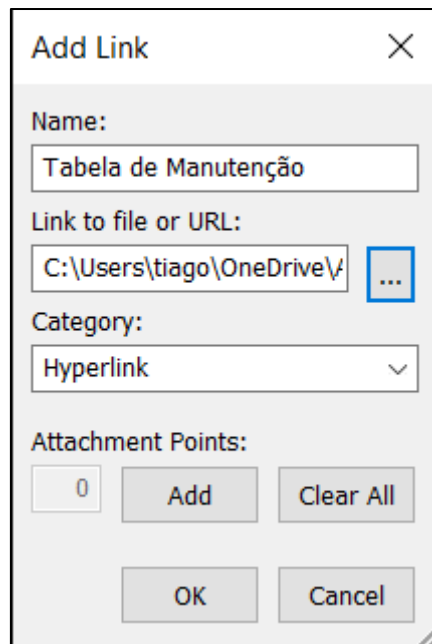 Add Link
Name:
Tabela de Manutenção
Link to file or URL:
C:\Users\tiago\OneDrive\
...
Category:
Hyperlink
Attachment Points:
0
Add
Clear All
OK
Cancel